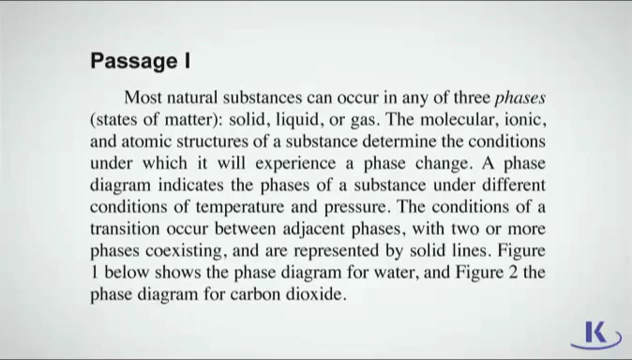 Passage I
Most natural substances can occur in any of three phases
(states of matter): solid, liquid, or gas. The molecular, ionic,
and atomic structures of a substance determine the conditions
under which it will experience a phase change. A phase
diagram indicates the phases of a substance under different
conditions of temperature and pressure. The conditions of a
transition occur between adjacent phases, with two or more
phases coexisting, and are represented by solid lines. Figure
1 below shows the phase diagram for water, and Figure 2 the
phase diagram for carbon dioxide.
K